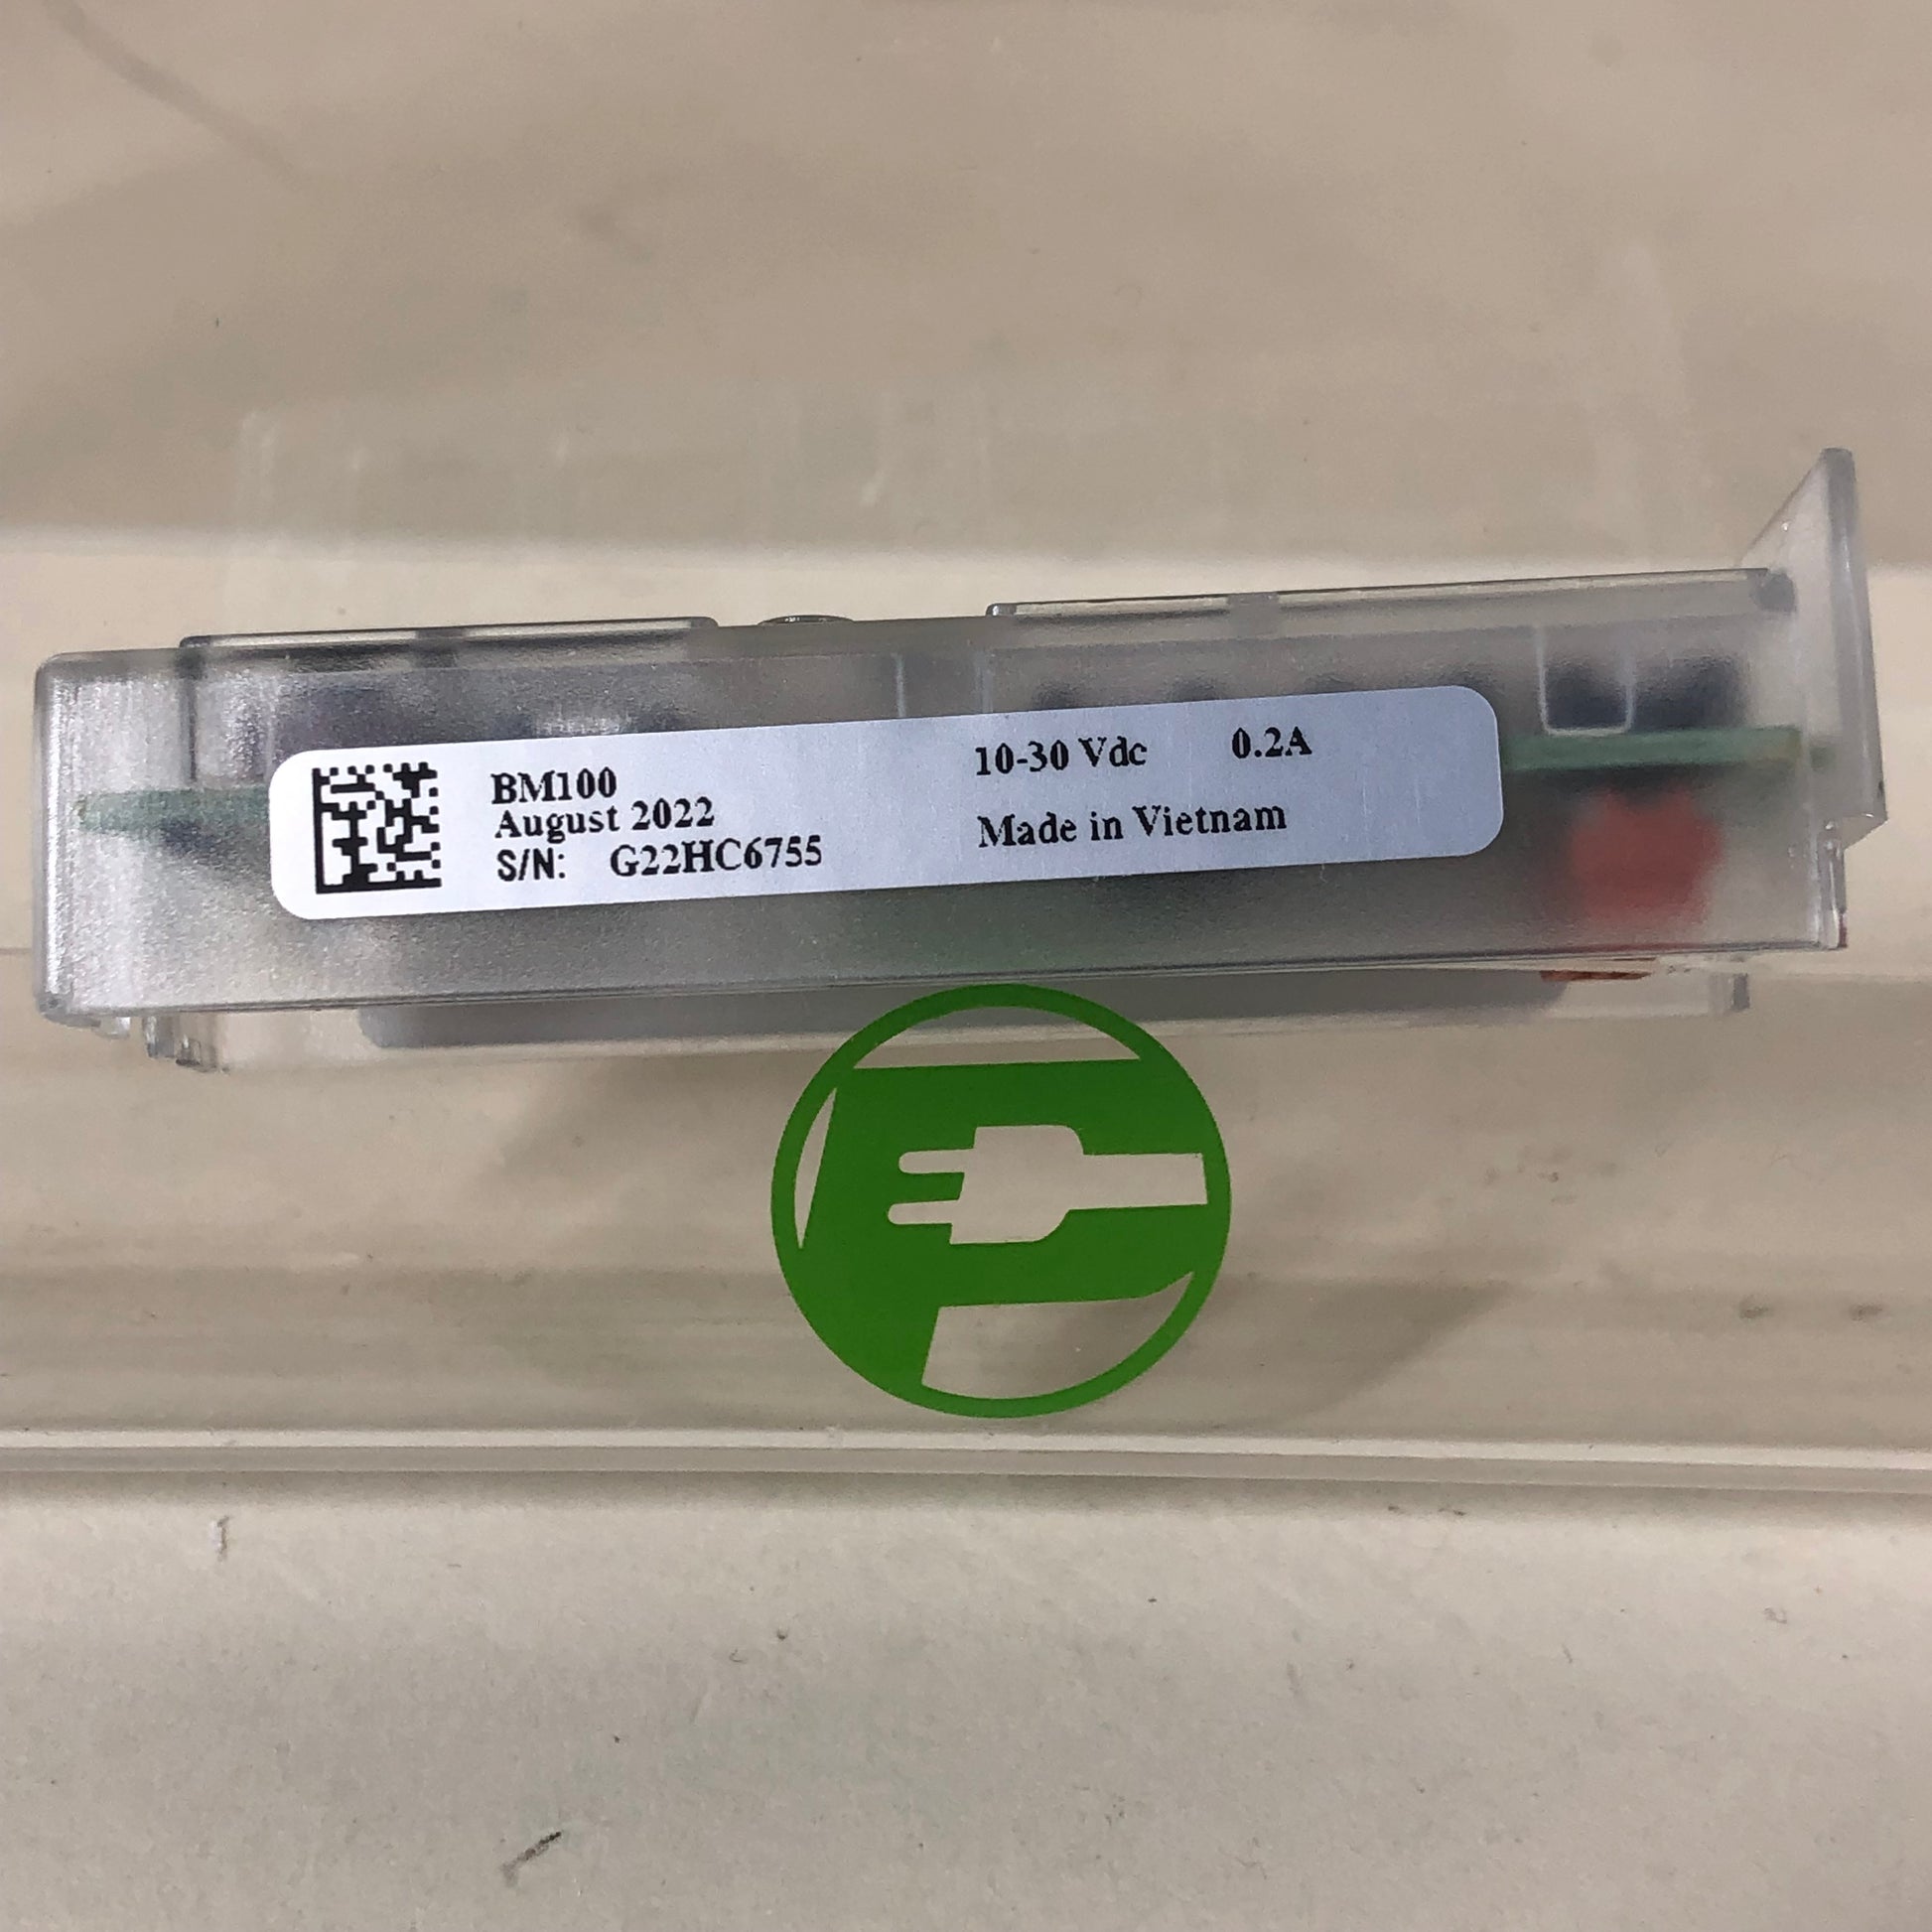 BM100
August 2022
S/N: G22HC6755
10-30 Vdc 0.2A
Made in Vietnam